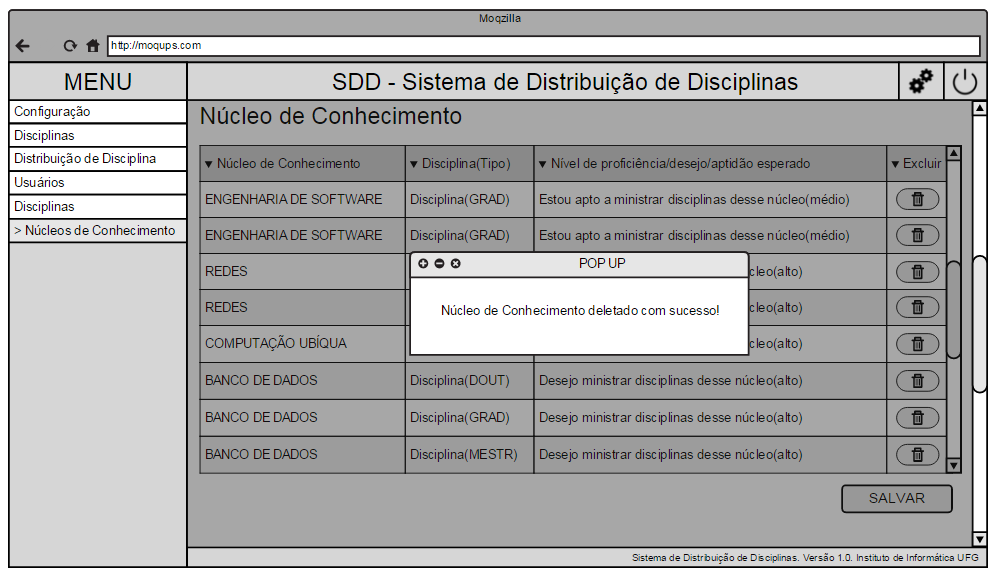 Moqzilla
http://moqups.com
MENU
SDD - Sistema de Distribuição de Disciplinas
Configuração
Disciplinas
Distribuição de Disciplina
Usuários
Disciplinas
> Núcleos de Conhecimento
Núcleo de Conhecimento
▼ Núcleo de Conhecimento ▼ Disciplina(Tipo) ▼ Nível de proficiência/desejo/aptidão esperado ▼ Excluir
ENGENHARIA DE SOFTWARE Disciplina(GRAD) Estou apto a ministrar disciplinas desse núcleo(médio)
ENGENHARIA DE SOFTWARE Disciplina(GRAD) Estou apto a ministrar disciplinas desse núcleo(médio)
REDES cleo(alto)
REDES cleo(alto)
COMPUTAÇÃO UBÍQUA cleo(alto)
POP UP
Núcleo de Conhecimento deletado com sucesso!
BANCO DE DADOS Disciplina(DOUT) Desejo ministrar disciplinas desse núcleo(alto)
BANCO DE DADOS Disciplina(GRAD) Desejo ministrar disciplinas desse núcleo(alto)
BANCO DE DADOS Disciplina(MESTR) Desejo ministrar disciplinas desse núcleo(alto)
SALVAR
Sistema de Distribuição de Disciplinas. Versão 1.0. Instituto de Informática UFG